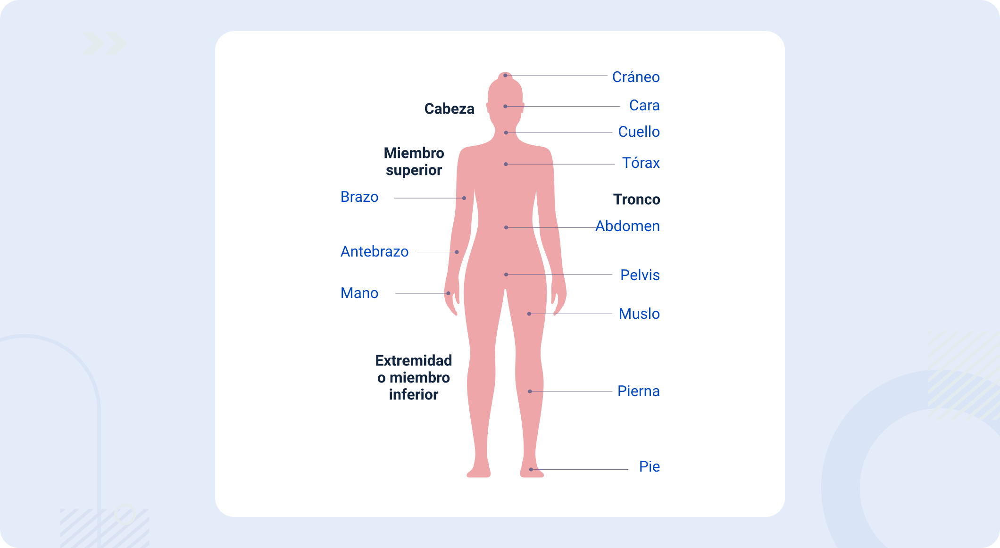 Cráneo
Cara
Cabeza
Cuello
Miembro
superior
Tórax
Brazo
Tronco
Abdomen
Antebrazo
Pelvis
Mano
Muslo
Extremidad
o miembro
inferior
Pierna
Pie